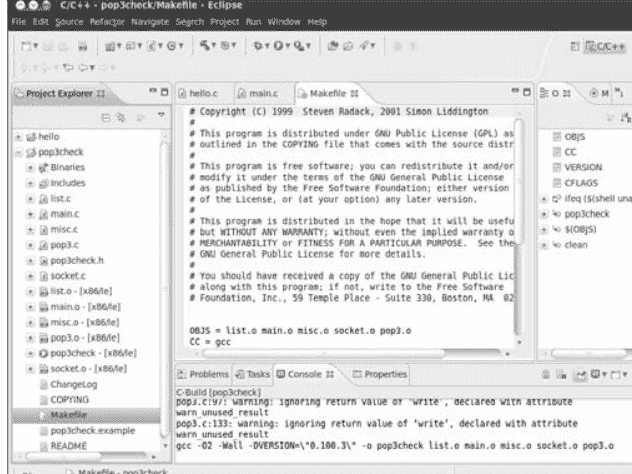 C/C++ - pop3check/Makefile - Eclipse
File Edit Source Refactor Navigate Search Project Run Window Help
C/C++
Project Explorer
hello.c
main.c
Makefile
O
M
hello
pop3check
Binaries
Includes
list.c
main.c
misc.c
pop3.c
pop3check.h
socket.c
list.o - [x86/le]
main.o - [x86/le]
misc.o - [x86/le]
pop3.o - [x86/le]
pop3check - [x86/le]
socket.o - [x86/le]
ChangeLog
COPYING
Makefile
pop3check.example
README
# Copyright (C) 1999 Steven Radack, 2001 Simon Liddington
#
# This program is distributed under GNU Public License (GPL) as
# outlined in the COPYING file that comes with the source distr
#
# This program is free software; you can redistribute it and/or
# modify it under the terms of the GNU General Public License
# as published by the Free Software Foundation; either version
# of the License, or (at your option) any later version.
#
# This program is distributed in the hope that it will be usefu
# but WITHOUT ANY WARRANTY; without even the implied warranty o
# MERCHANTABILITY or FITNESS FOR A PARTICULAR PURPOSE. See the
# GNU General Public License for more details.
#
# You should have received a copy of the GNU General Public Lic
# along with this program; if not, write to the Free Software
# Foundation, Inc., 59 Temple Place - Suite 330, Boston, MA 02
OBJS = list.o main.o misc.o socket.o pop3.o
CC = gcc
OBJS
CC
VERSION
CFLAGS
ifeq ($(shell una
pop3check
$(OBJS)
clean
Problems
Tasks
Console
Properties
C-Build [pop3check]
pop3.c:97: warning: ignoring return value of 'write', declared with attribute
warn_unused_result
pop3.c:133: warning: ignoring return value of 'write', declared with attribute
warn_unused_result
gcc -O2 -Wall -DVERSION=\"0.100.3\" -o pop3check list.o main.o misc.o socket.o pop3.o
Makefile - pop3check